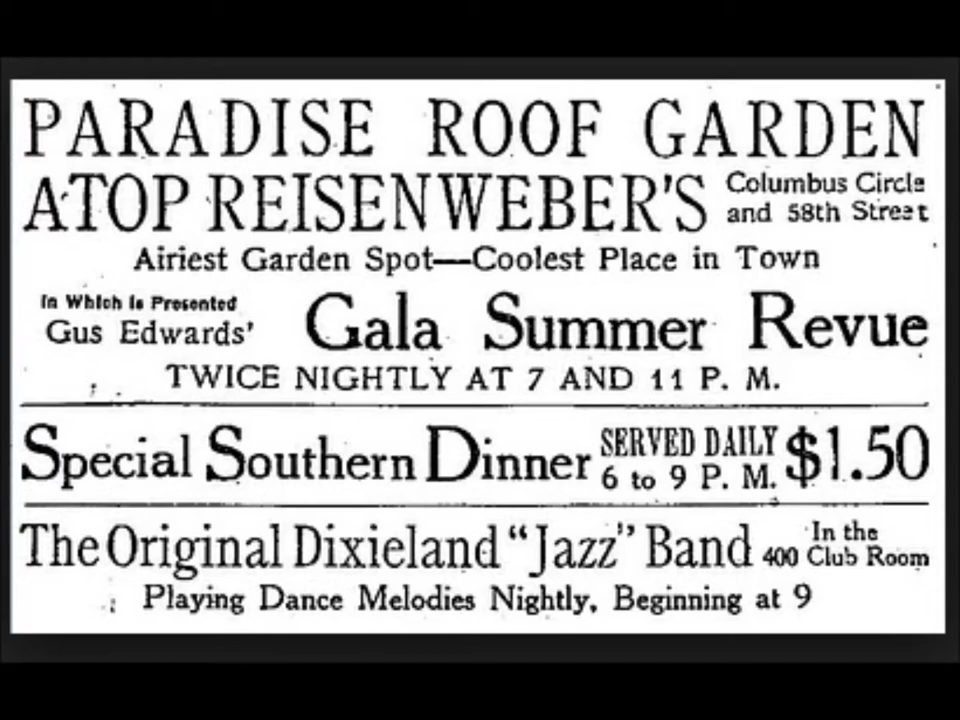 PARADISE ROOF GARDEN
ATOP REISENWEBER'S Columbus Circle
and 58th Street
Airiest Garden Spot—Coolest Place in Town
In Which is Presented
Gus Edwards' Gala Summer Revue
TWICE NIGHTLY AT 7 AND 11 P. M.
Special Southern Dinner SERVED DAILY
6 to 9 P. M. $1.50
The Original Dixieland "Jazz" Band In the
400 Club Room
Playing Dance Melodies Nightly, Beginning at 9